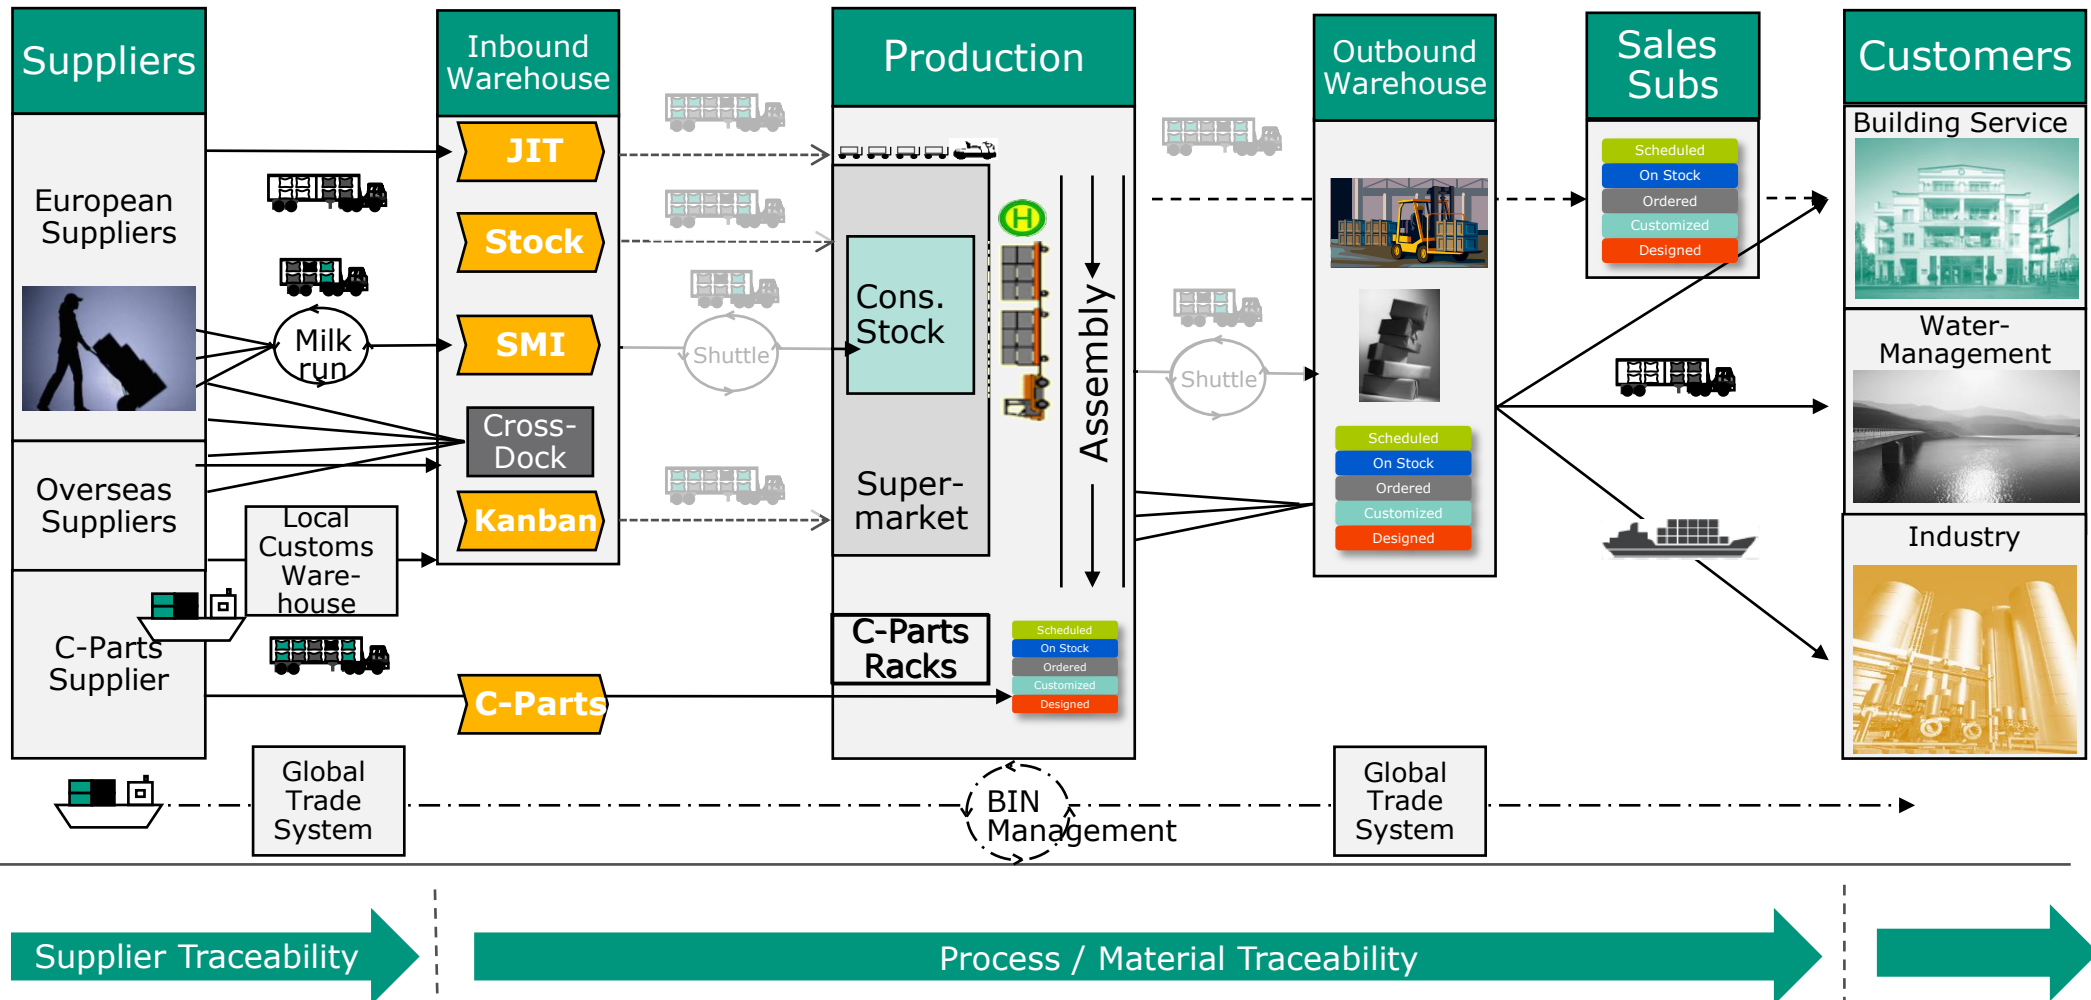 Suppliers
European
Suppliers
Overseas
Suppliers
C-Parts
Supplier
Milk
run
Local
Customs
Ware-
house
Inbound
Warehouse
JIT
Stock
SMI
Cross-
Dock
Kanban
C-Parts
Shuttle
Production
Cons.
Stock
Super-
market
H
Assembly
C-Parts
Racks
Scheduled
On Stock
Ordered
Customized
Designed
Shuttle
Outbound
Warehouse
Scheduled
On Stock
Ordered
Customized
Designed
Sales
Subs
Scheduled
On Stock
Ordered
Customized
Designed
Customers
Building Service
Water-
Management
Industry
Global
Trade
System
BIN
Management
Global
Trade
System
Supplier Traceability
Process / Material Traceability